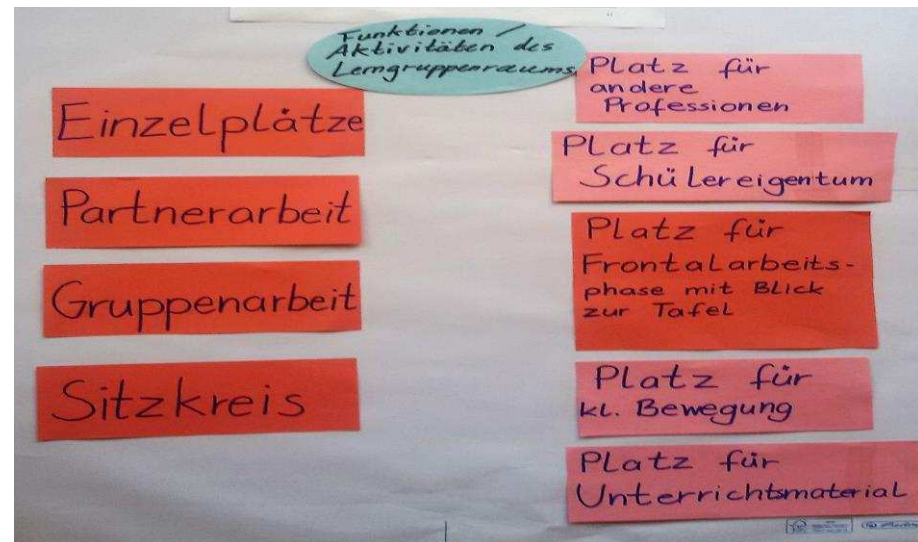 Funktionen /
Aktivitäten des
Lerngruppenraums
Einzelplätze
Partnerarbeit
Gruppenarbeit
Sitzkreis
Platz für
andere
Professionen
Platz für
Schülereigentum
Platz für
Frontalarbeits-
phase mit Blick
zur Tafel
Platz für
kl. Bewegung
Platz für
Unterrichtsmaterial